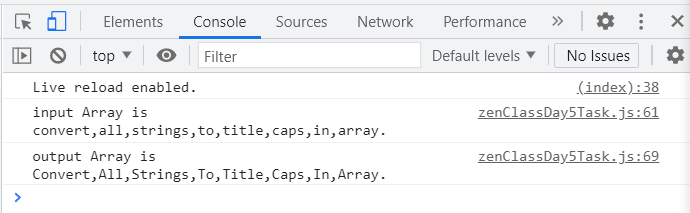 Elements Console Sources Network Performance »
top ▼ Filter Default levels ▼ No Issues
Live reload enabled. (index):38
input Array is zenClassDay5Task.js:61
convert,all,strings,to,title,caps,in,array.
output Array is zenClassDay5Task.js:69
Convert,All,Strings,To,Title,Caps,In,Array.
>